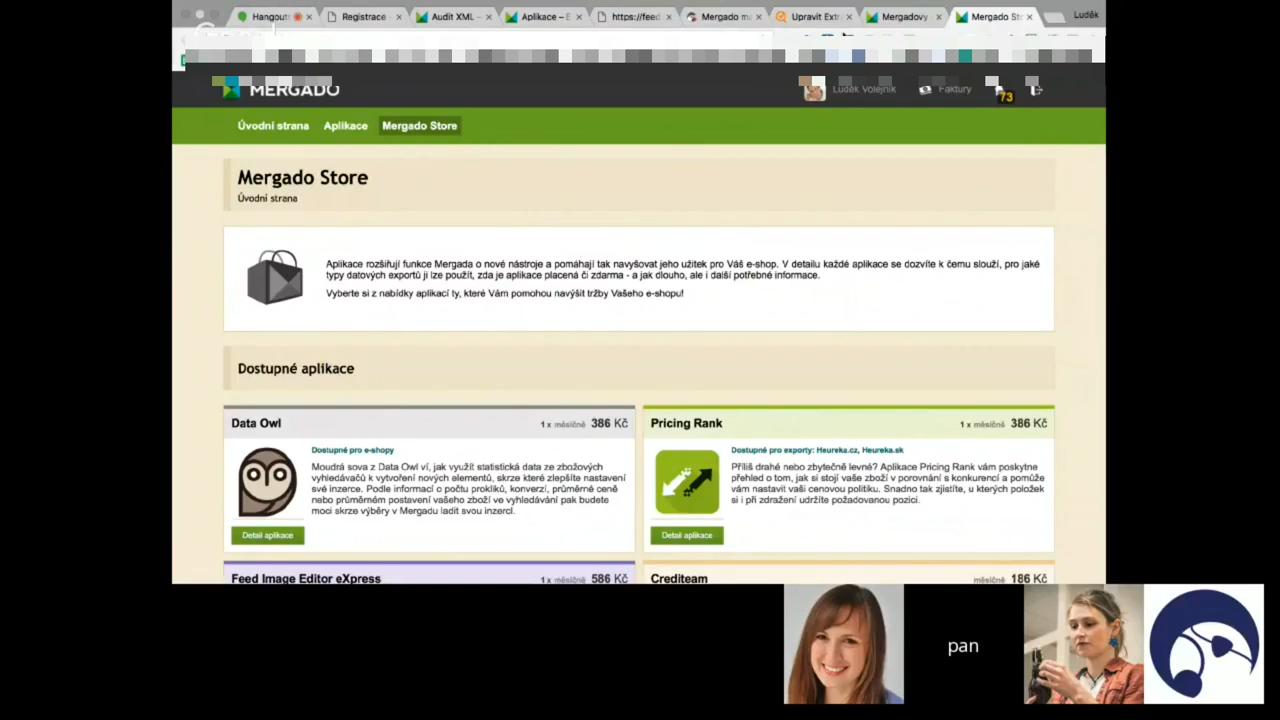 Hangouts
Registrace -
Audit XML –
Aplikace – E
https://feed
Mergado ma
Upravit Extr
Mergadový
Mergado Sto
Luděk
MERGADO
Luděk Volejník
Faktury
73
Úvodní strana
Aplikace
Mergado Store
Mergado Store
Úvodní strana
Aplikace rozšiřují funkce Mergada o nové nástroje a pomáhají tak navyšovat jeho užitek pro Váš e-shop. V detailu každé aplikace se dozvíte k čemu slouží, pro jaké
typy datových exportů ji lze použít, zda je aplikace placená či zdarma - a jak dlouho, ale i další potřebné informace.
Vyberte si z nabídky aplikací ty, které Vám pomohou navýšit tržby Vašeho e-shopu!
Dostupné aplikace
Data Owl
1 x měsíčně 386 Kč
Dostupné pro e-shopy
Moudrá sova z Data Owl ví, jak využít statistická data ze zbožových
vyhledávačů k vytvoření nových elementů, skrze které zlepšíte nastavení
své inzerce. Podle informací o počtu prokliků, konverzí, průměrné ceně
nebo průměrném postavení vašeho zboží ve vyhledávání pak budete
moci skrze výběry v Mergadu ladit svou inzercí.
Detail aplikace
Pricing Rank
1 x měsíčně 386 Kč
Dostupné pro exporty: Heureka.cz, Heureka.sk
Příliš drahé nebo zbytečně levné? Aplikace Pricing Rank vám poskytne
přehled o tom, jak si stojí vaše zboží v porovnání s konkurencí a pomůže
vám nastavit vaši cenovou politiku. Snadno tak zjistíte, u kterých položek
si i při zdražení udržíte požadovanou pozici.
Detail aplikace
Feed Image Editor eXpress
1 x měsíčně 586 Kč
Crediteam
měsíčně 186 Kč
pan